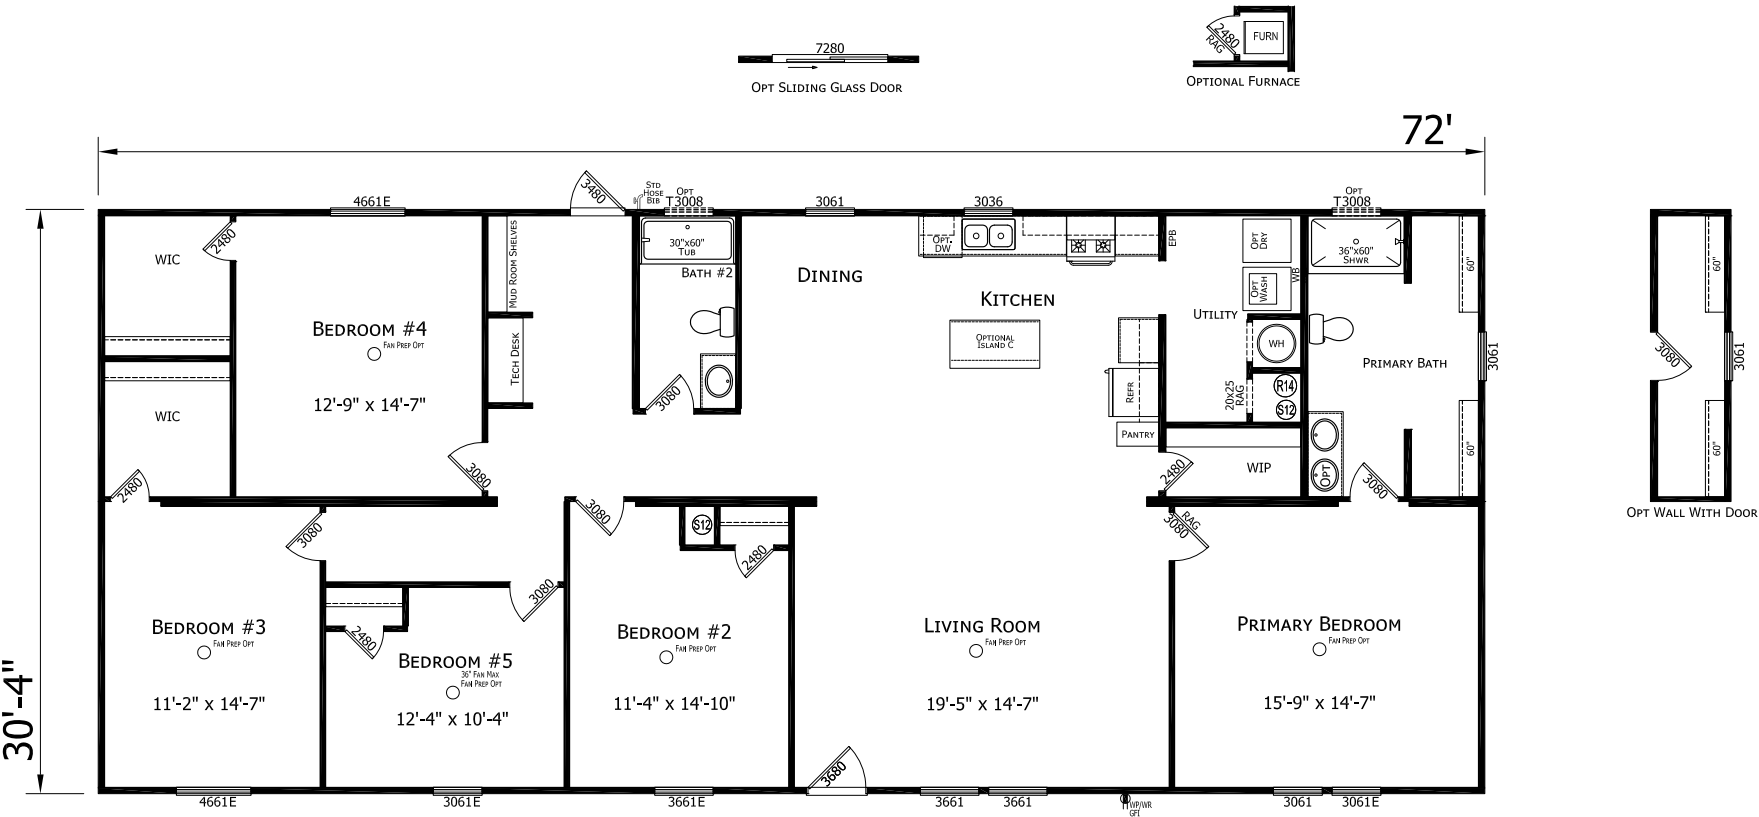 7280
OPT SLIDING GLASS DOOR
2480
RAG
FURN
OPTIONAL FURNACE
72'
30'-4"
4661E
3480
STD
HOSE
BIB
OPT
T3008
3061
3036
OPT
T3008
WIC
2480
BEDROOM #4
FAN PREP OPT
12'-9" x 14'-7"
MUD ROOM SHELVES
TECH DESK
30"x60"
TUB
BATH #2
3080
DINING
OPT.
DW
KITCHEN
OPTIONAL
ISLAND C
REFR
PANTRY
EPB
OPT
DRY
OPT
WASH
WB
UTILITY
WH
20x25
RAG
R14
S12
36"x60"
SHWR
PRIMARY BATH
60"
60"
3061
OPT
WIC
2480
3080
2480
WIP
3080
3080
3061
60"
60"
OPT WALL WITH DOOR
3080
3080
S12
2480
RAG
3080
BEDROOM #3
FAN PREP OPT
11'-2" x 14'-7"
2480
3080
BEDROOM #5
36" FAN MAX
FAN PREP OPT
12'-4" x 10'-4"
BEDROOM #2
FAN PREP OPT
11'-4" x 14'-10"
LIVING ROOM
FAN PREP OPT
19'-5" x 14'-7"
PRIMARY BEDROOM
FAN PREP OPT
15'-9" x 14'-7"
3680
4661E
3061E
3661E
3661
3661
WP/WR
GFI
3061
3061E